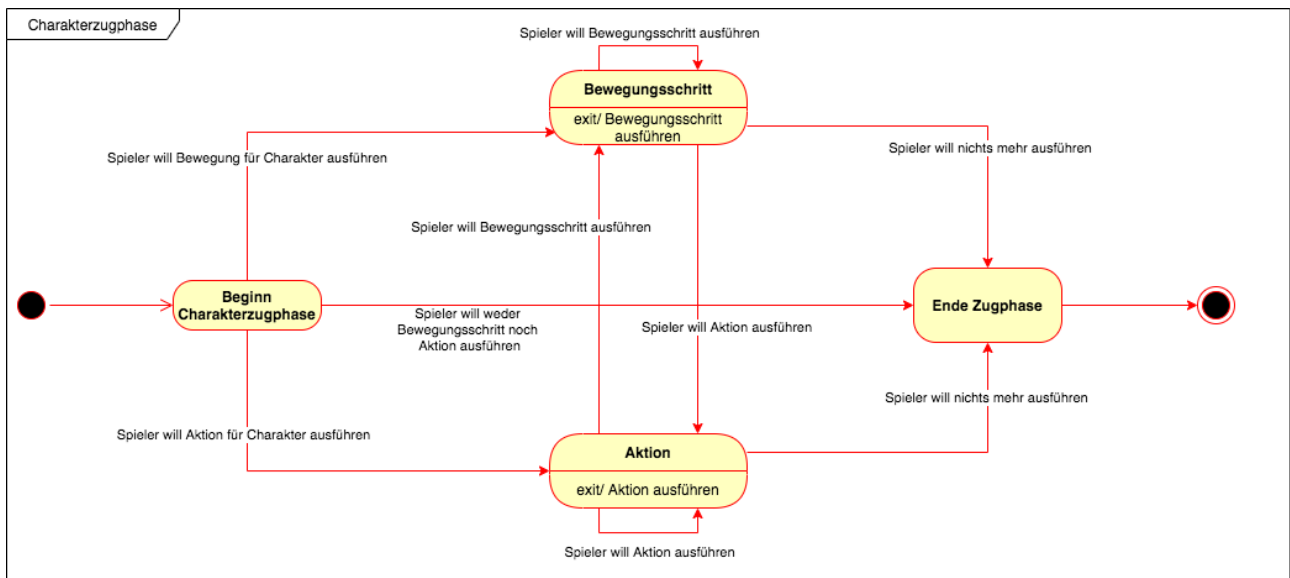 Charakterzugphase
Spieler will Bewegungsschritt ausführen
Bewegungsschritt
exit/ Bewegungsschritt
ausführen
Spieler will Bewegung für Charakter ausführen
Spieler will nichts mehr ausführen
Spieler will Bewegungsschritt ausführen
Beginn
Charakterzugphase
Spieler will weder
Bewegungsschritt noch
Aktion ausführen
Spieler will Aktion ausführen
Ende Zugphase
Spieler will nichts mehr ausführen
Spieler will Aktion für Charakter ausführen
Aktion
exit/ Aktion ausführen
Spieler will Aktion ausführen